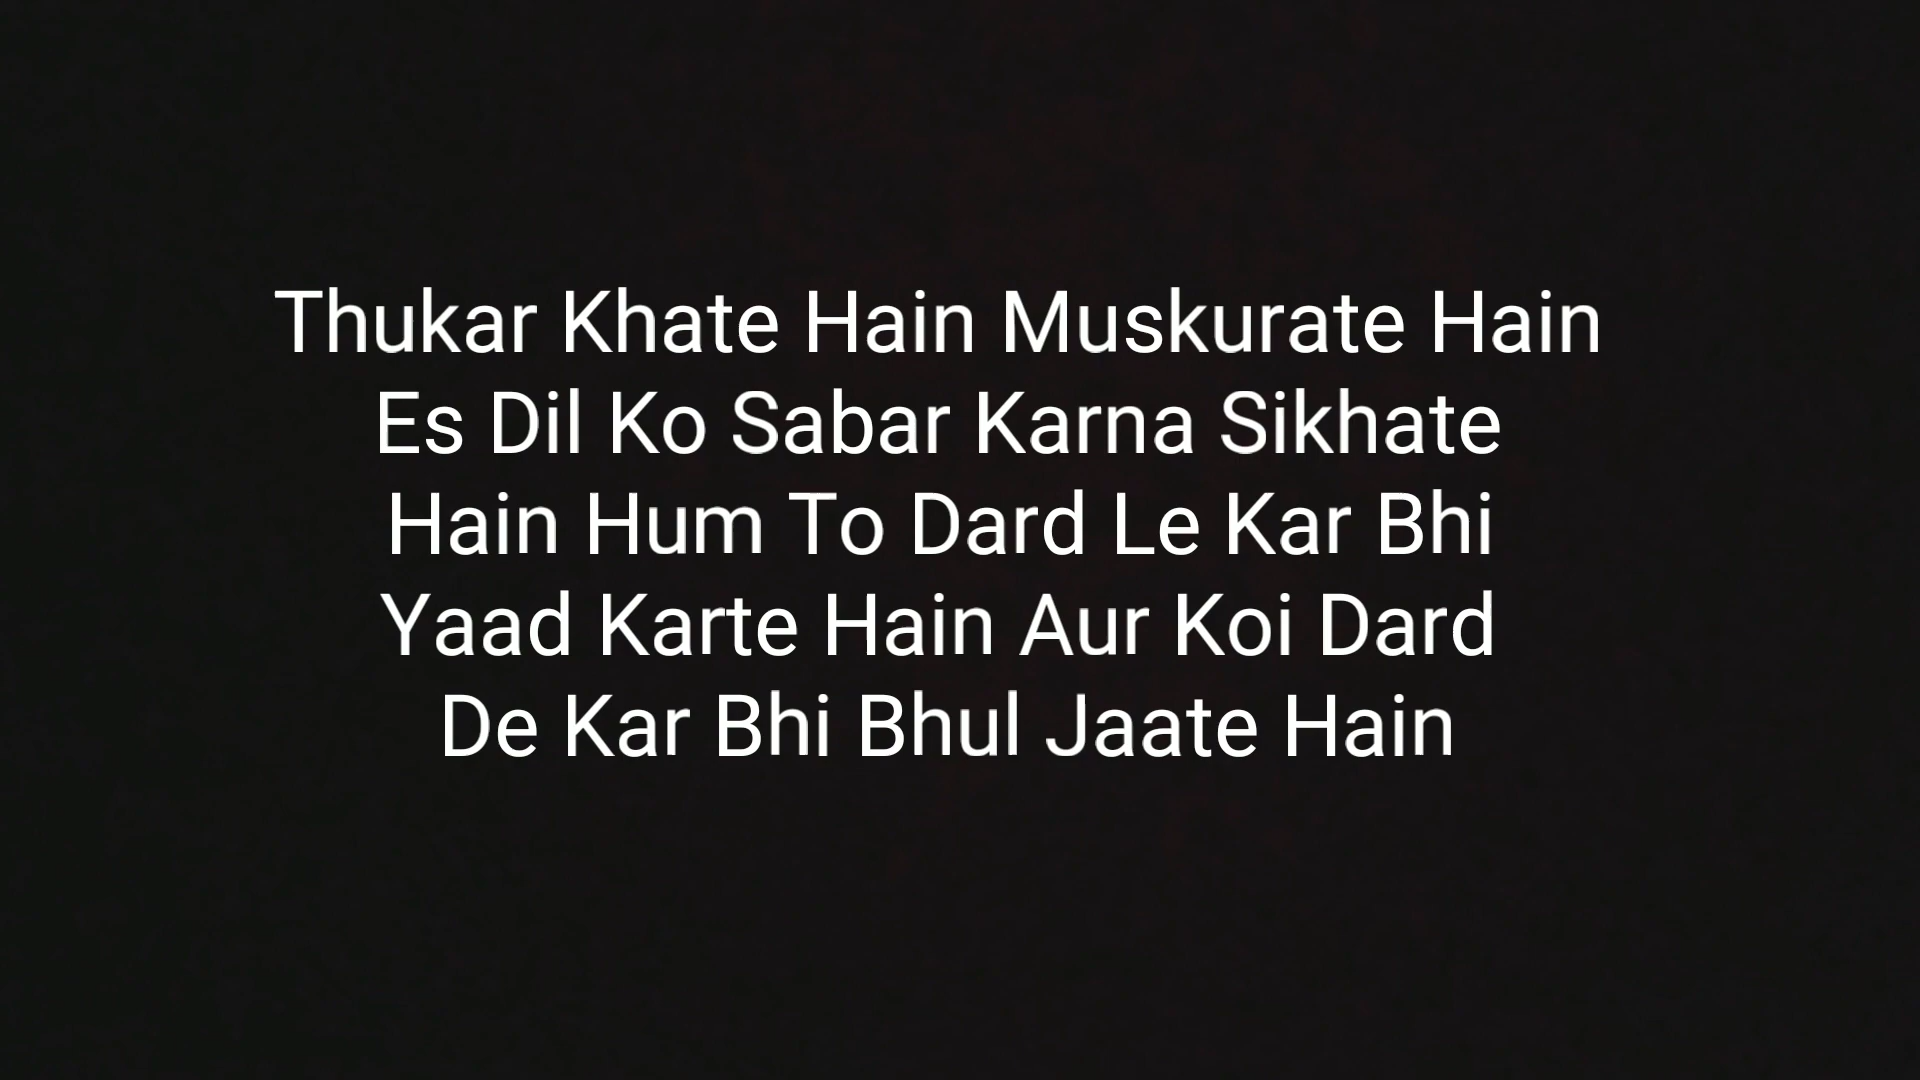 Thukar Khate Hain Muskurate Hain
Es Dil Ko Sabar Karna Sikhate
Hain Hum To Dard Le Kar Bhi
Yaad Karte Hain Aur Koi Dard
De Kar Bhi Bhul Jaate Hain